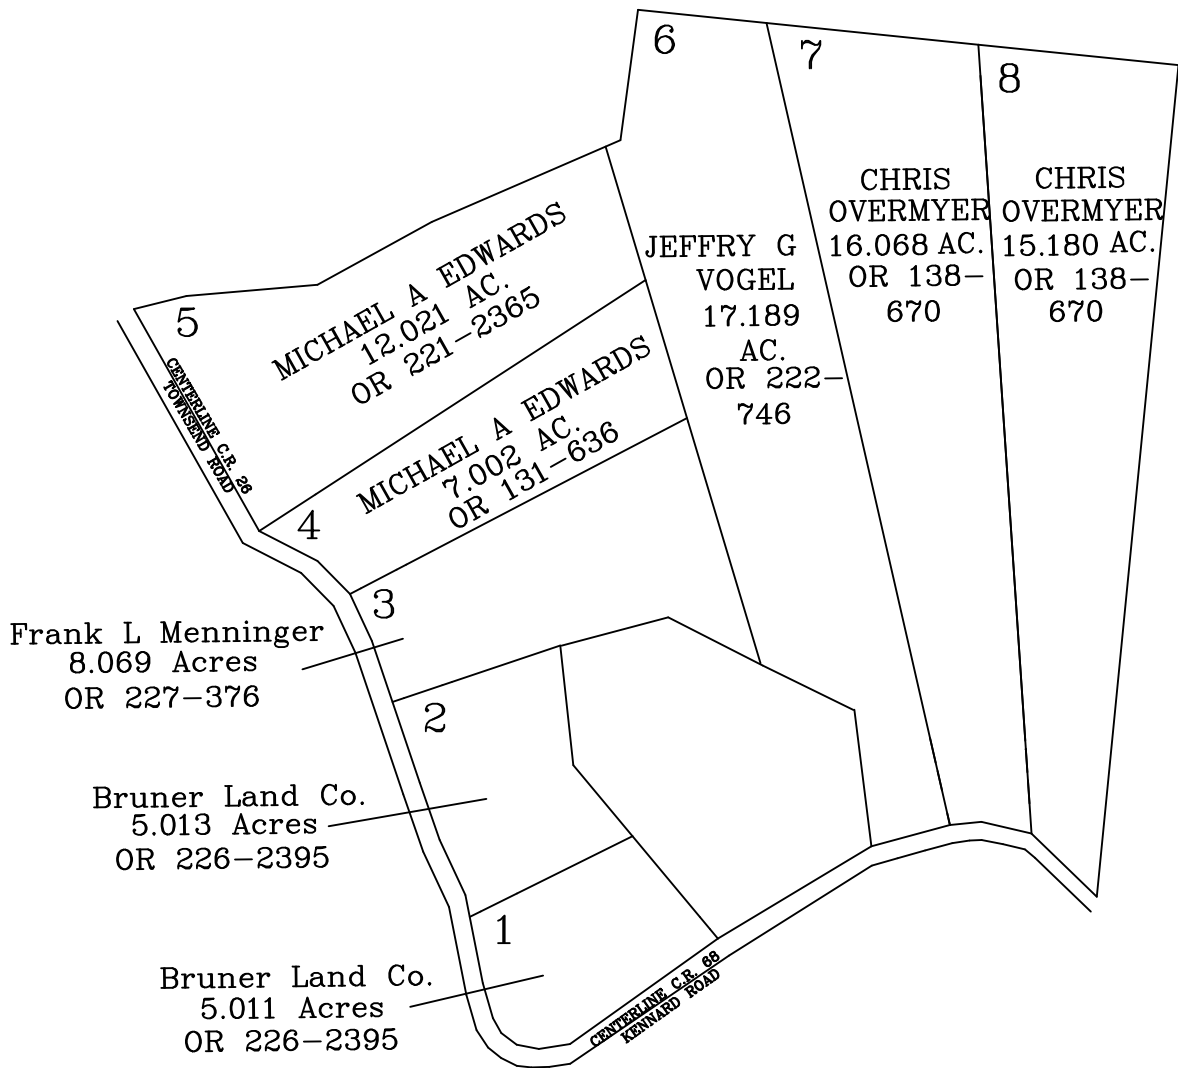 6
7
8
CHRIS
OVERMYER
16.068 AC.
OR 138-
670
CHRIS
OVERMYER
15.180 AC.
OR 138-
670
JEFFRY G
VOGEL
17.189
AC.
OR 222-
746
5
MICHAEL A EDWARDS
12.021 AC.
OR 221-2365
CENTERLINE C.R. 26
TOWNSEND ROAD
4
MICHAEL A EDWARDS
7.002 AC.
OR 131-636
3
Frank L Menninger
8.069 Acres
OR 227-376
2
Bruner Land Co.
5.013 Acres
OR 226-2395
1
Bruner Land Co.
5.011 Acres
OR 226-2395
CENTERLINE C.R. 68
KENNARD ROAD